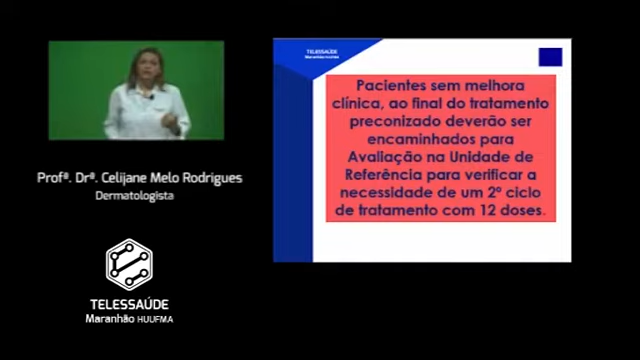 Profª. Drª. Celijane Melo Rodrigues
Dermatologista
TELESSAÚDE
Maranhão HUUFMA
TELESSAÚDE
Pacientes sem melhora
clínica, ao final do tratamento
preconizado deverão ser
encaminhados para
Avaliação na Unidade de
Referência para verificar a
necessidade de um 2º ciclo
de tratamento com 12 doses.